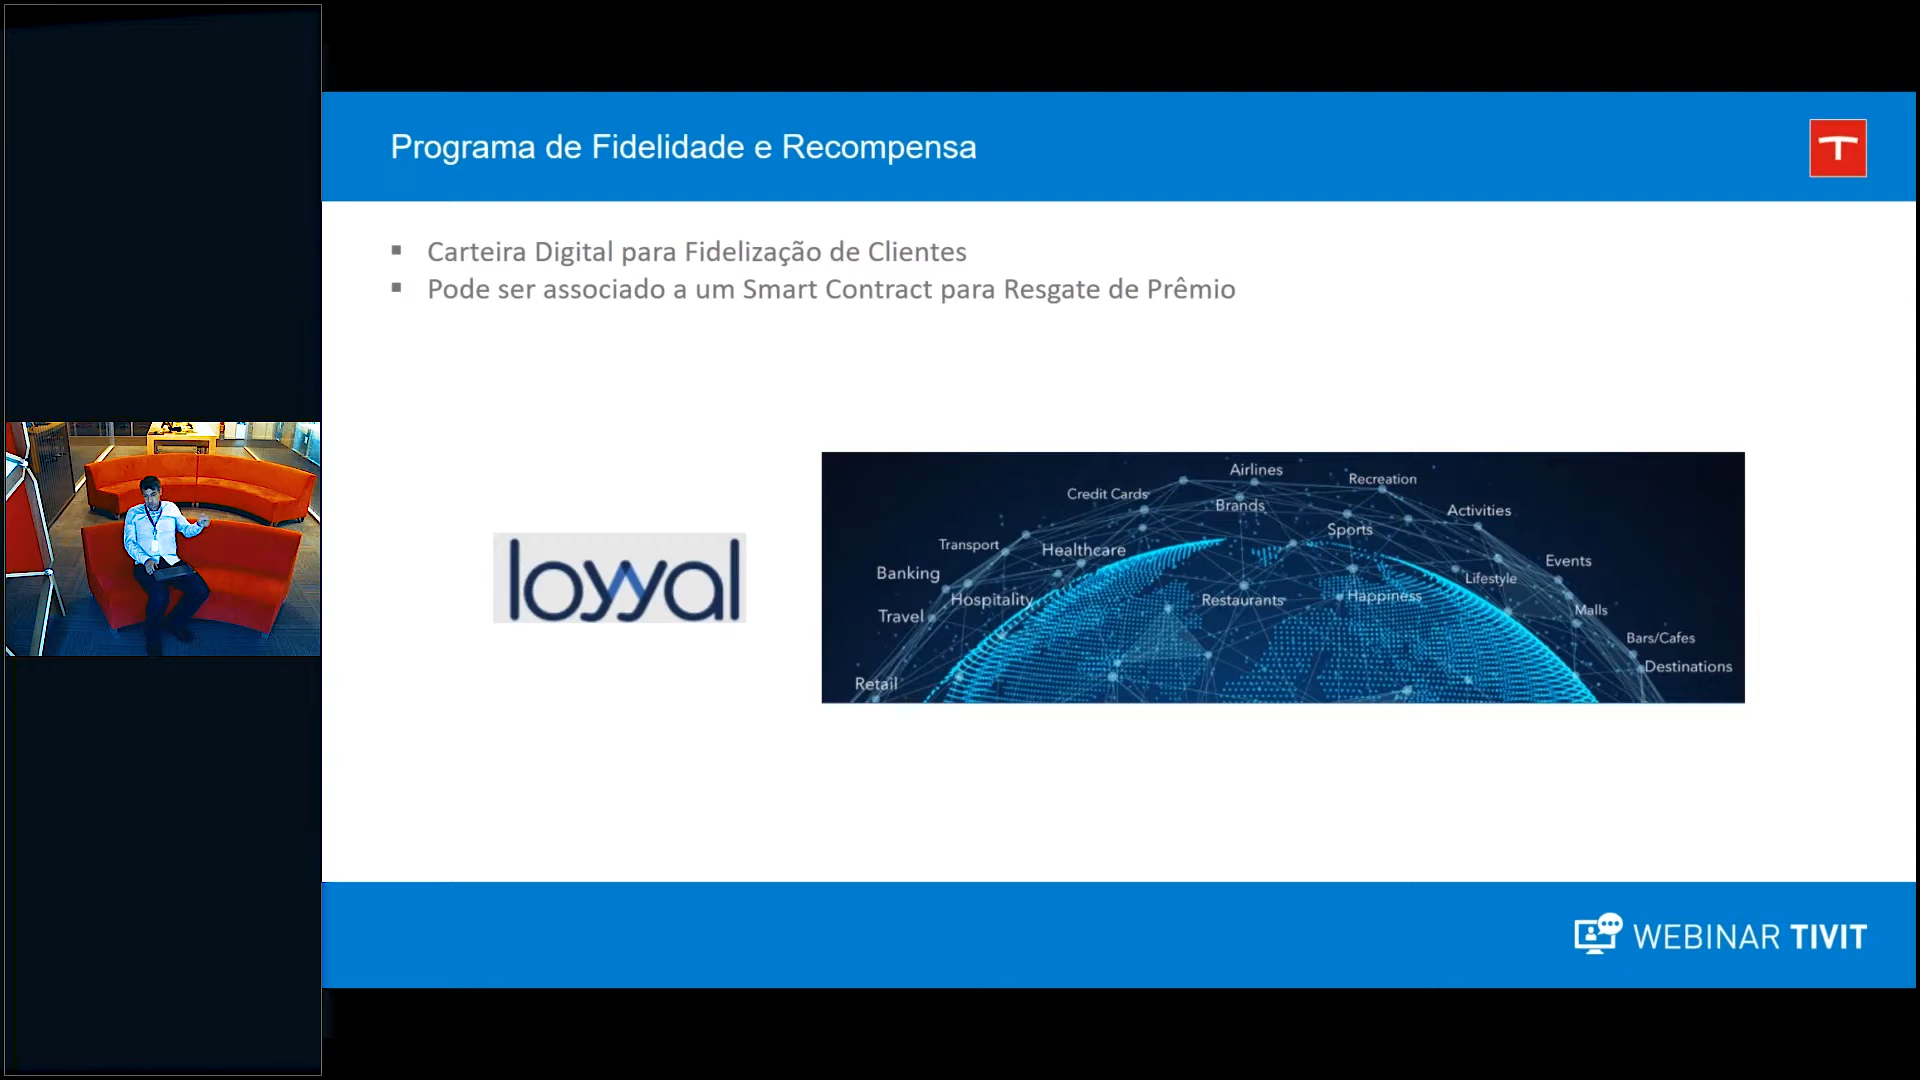 Programa de Fidelidade e Recompensa
T
▪ Carteira Digital para Fidelização de Clientes
▪ Pode ser associado a um Smart Contract para Resgate de Prêmio
loyyal
Airlines
Recreation
Credit Cards
Brands
Activities
Sports
Transport
Healthcare
Events
Banking
Lifestyle
Hospitality
Restaurants
Happiness
Travel
Malls
Bars/Cafes
Destinations
Retail
WEBINAR TIVIT